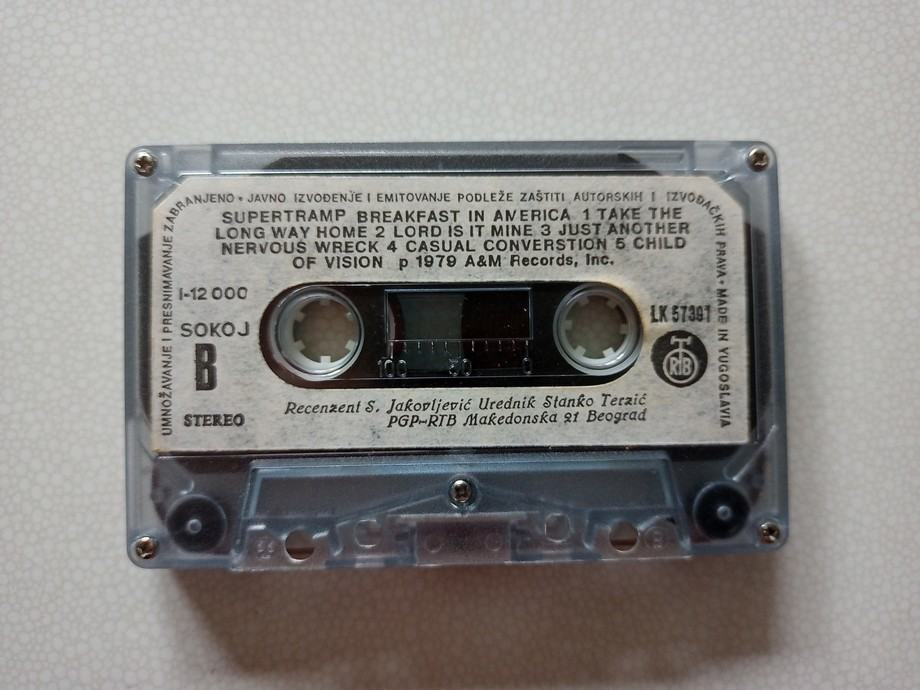 UMNOŽAVANJE I PRESNIMAVANJE ZABRANJENO • JAVNO IZVOĐENJE I EMITOVANJE PODLEŽE ZAŠTITI AUTORSKIH I IZVOĐAČKIH PRAVA • MADE IN YUGOSLAVIA
SUPERTRAMP BREAKFAST IN AMERICA 1 TAKE THE
LONG WAY HOME 2 LORD IS IT MINE 3 JUST ANOTHER
NERVOUS WRECK 4 CASUAL CONVERSTION 5 CHILD
OF VISION p 1979 A&M Records, Inc.
I-12 000
SOKOJ
B
STEREO
100 50 0
LK 57391
RTB
Recenzent S. Jakovljević Urednik Stanko Terzić
PGP-RTB Makedonska 21 Beograd